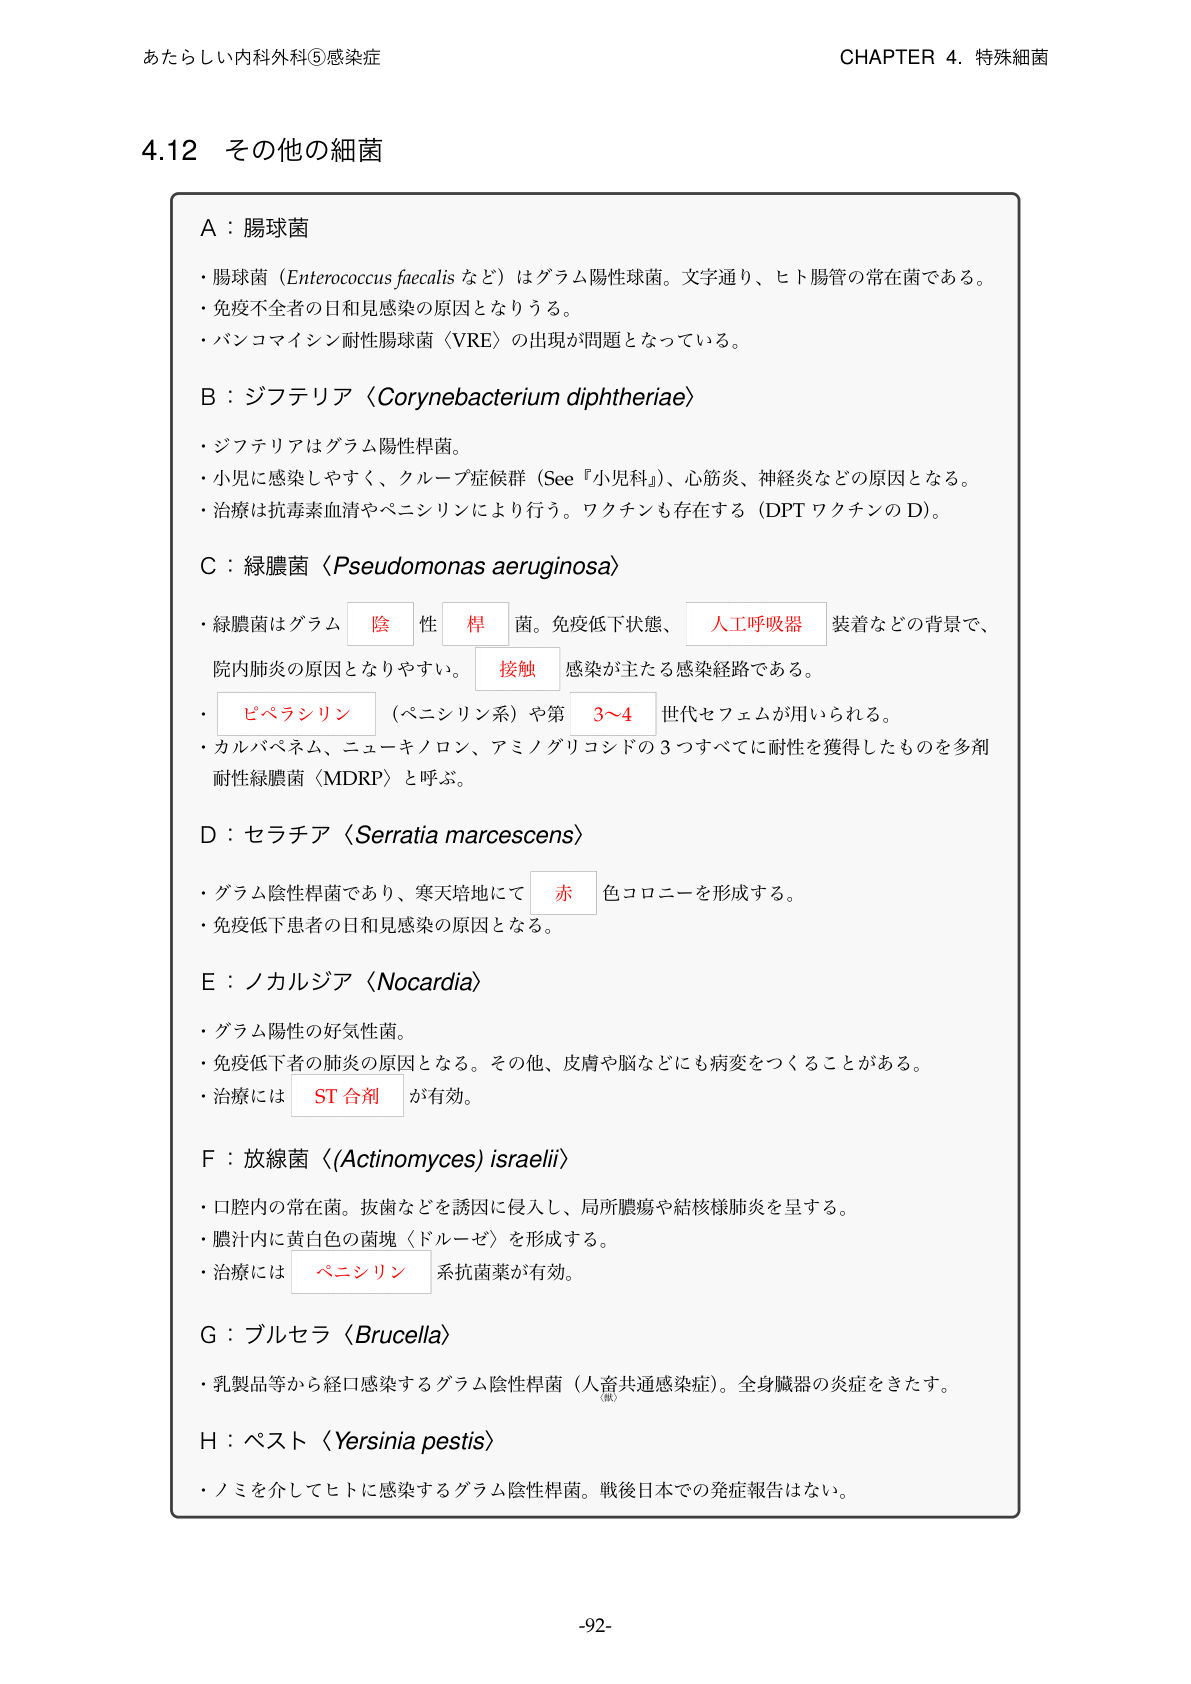 あたらしい内科外科⑤感染症
CHAPTER 4. 特殊細菌
4.12 その他の細菌
A：腸球菌
・腸球菌（Enterococcus faecalis など）はグラム陽性球菌。文字通り、ヒト腸管の常在菌である。
・免疫不全者の日和見感染の原因となりうる。
・バンコマイシン耐性腸球菌〈VRE〉の出現が問題となっている。
B：ジフテリア〈Corynebacterium diphtheriae〉
・ジフテリアはグラム陽性桿菌。
・小児に感染しやすく、クループ症候群（See『小児科』）、心筋炎、神経炎などの原因となる。
・治療は抗毒素血清やペニシリンにより行う。ワクチンも存在する（DPT ワクチンの D）。
C：緑膿菌〈Pseudomonas aeruginosa〉
・緑膿菌はグラム 陰 性 桿 菌。免疫低下状態、 人工呼吸器 装着などの背景で、
院内肺炎の原因となりやすい。 接触 感染が主たる感染経路である。
・ ピペラシリン （ペニシリン系）や第 3〜4 世代セフェムが用いられる。
・カルバペネム、ニューキノロン、アミノグリコシドの 3 つすべてに耐性を獲得したものを多剤
耐性緑膿菌〈MDRP〉と呼ぶ。
D：セラチア〈Serratia marcescens〉
・グラム陰性桿菌であり、寒天培地にて 赤 色コロニーを形成する。
・免疫低下患者の日和見感染の原因となる。
E：ノカルジア〈Nocardia〉
・グラム陽性の好気性菌。
・免疫低下者の肺炎の原因となる。その他、皮膚や脳などにも病変をつくることがある。
・治療には ST 合剤 が有効。
F：放線菌〈(Actinomyces) israelii〉
・口腔内の常在菌。抜歯などを誘因に侵入し、局所膿瘍や結核様肺炎を呈する。
・膿汁内に黄白色の菌塊〈ドルーゼ〉を形成する。
・治療には ペニシリン 系抗菌薬が有効。
G：ブルセラ〈Brucella〉
・乳製品等から経口感染するグラム陰性桿菌（人畜共通感染症）。全身臓器の炎症をきたす。
〈獣〉
H：ペスト〈Yersinia pestis〉
・ノミを介してヒトに感染するグラム陰性桿菌。戦後日本での発症報告はない。
-92-